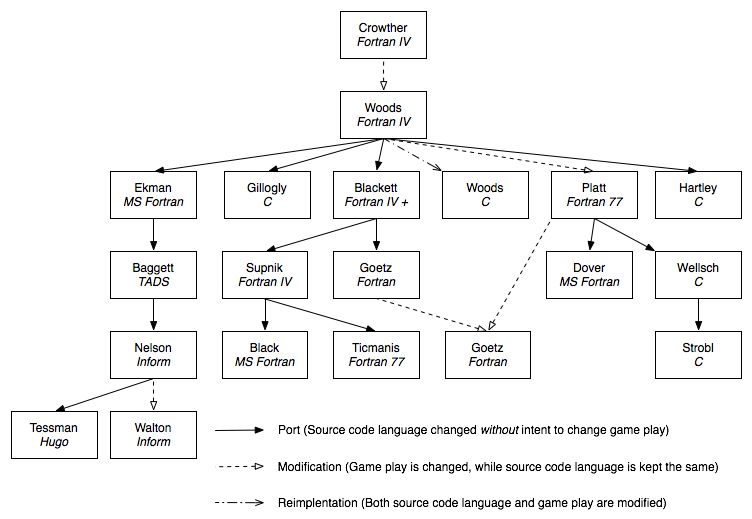 Crowther
Fortran IV
Woods
Fortran IV
Ekman
MS Fortran
Gillogly
C
Blackett
Fortran IV +
Woods
C
Platt
Fortran 77
Hartley
C
Baggett
TADS
Supnik
Fortran IV
Goetz
Fortran
Dover
MS Fortran
Wellsch
C
Nelson
Inform
Black
MS Fortran
Ticmanis
Fortran 77
Goetz
Fortran
Strobl
C
Tessman
Hugo
Walton
Inform
Port (Source code language changed without intent to change game play)
Modification (Game play is changed, while source code language is kept the same)
Reimplentation (Both source code language and game play are modified)